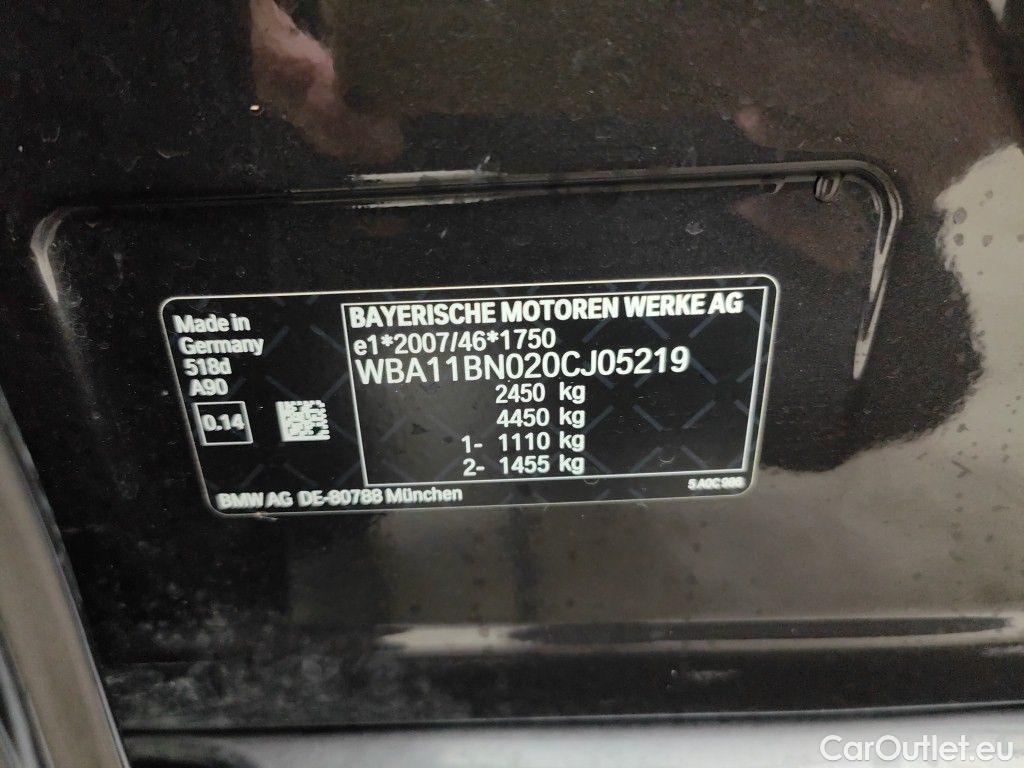 Made in
Germany
518d
A90
0.14
BAYERISCHE MOTOREN WERKE AG
e1*2007/46*1750
WBA11BN020CJ05219
2450 kg
4450 kg
1- 1110 kg
2- 1455 kg
BMW AG DE-80788 München
CarOutlet.eu